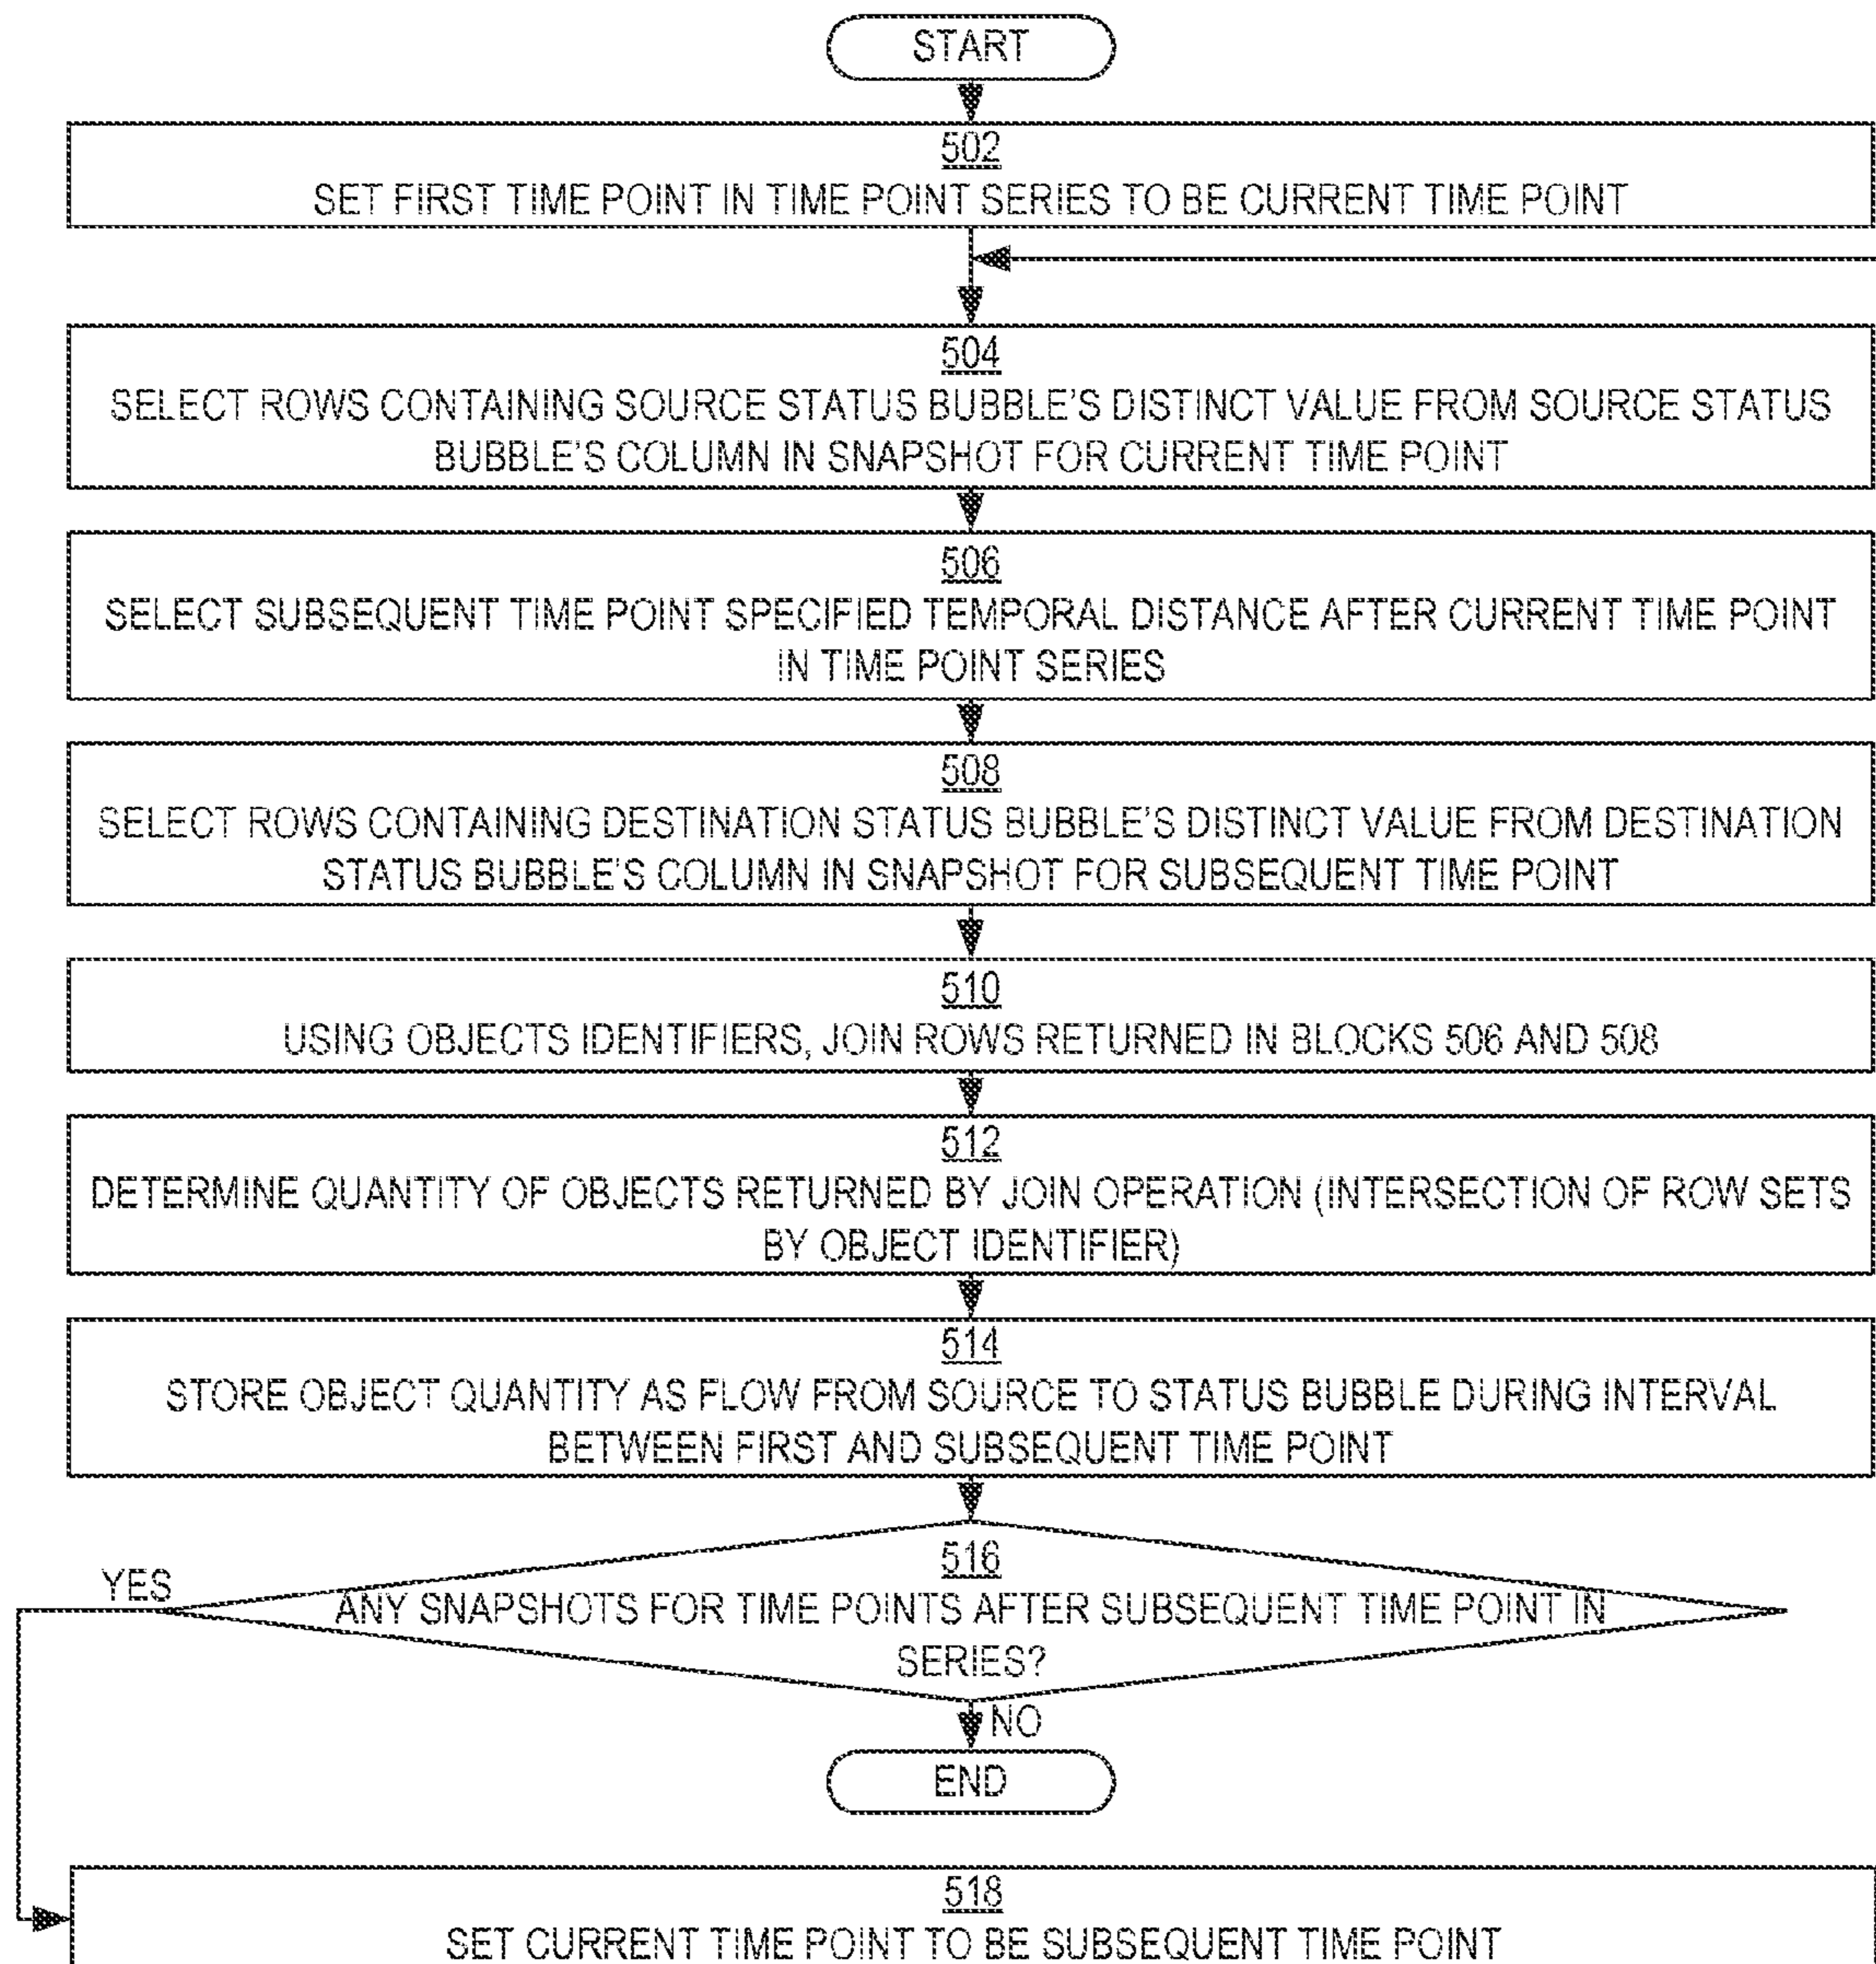 START
502
SET FIRST TIME POINT IN TIME POINT SERIES TO BE CURRENT TIME POINT
504
SELECT ROWS CONTAINING SOURCE STATUS BUBBLE'S DISTINCT VALUE FROM SOURCE STATUS
BUBBLE'S COLUMN IN SNAPSHOT FOR CURRENT TIME POINT
506
SELECT SUBSEQUENT TIME POINT SPECIFIED TEMPORAL DISTANCE AFTER CURRENT TIME POINT
IN TIME POINT SERIES
508
SELECT ROWS CONTAINING DESTINATION STATUS BUBBLE'S DISTINCT VALUE FROM DESTINATION
STATUS BUBBLE'S COLUMN IN SNAPSHOT FOR SUBSEQUENT TIME POINT
510
USING OBJECTS IDENTIFIERS, JOIN ROWS RETURNED IN BLOCKS 506 AND 508
512
DETERMINE QUANTITY OF OBJECTS RETURNED BY JOIN OPERATION (INTERSECTION OF ROW SETS
BY OBJECT IDENTIFIER)
514
STORE OBJECT QUANTITY AS FLOW FROM SOURCE TO STATUS BUBBLE DURING INTERVAL
BETWEEN FIRST AND SUBSEQUENT TIME POINT
516
YES
ANY SNAPSHOTS FOR TIME POINTS AFTER SUBSEQUENT TIME POINT IN
SERIES?
NO
END
518
SET CURRENT TIME POINT TO BE SUBSEQUENT TIME POINT